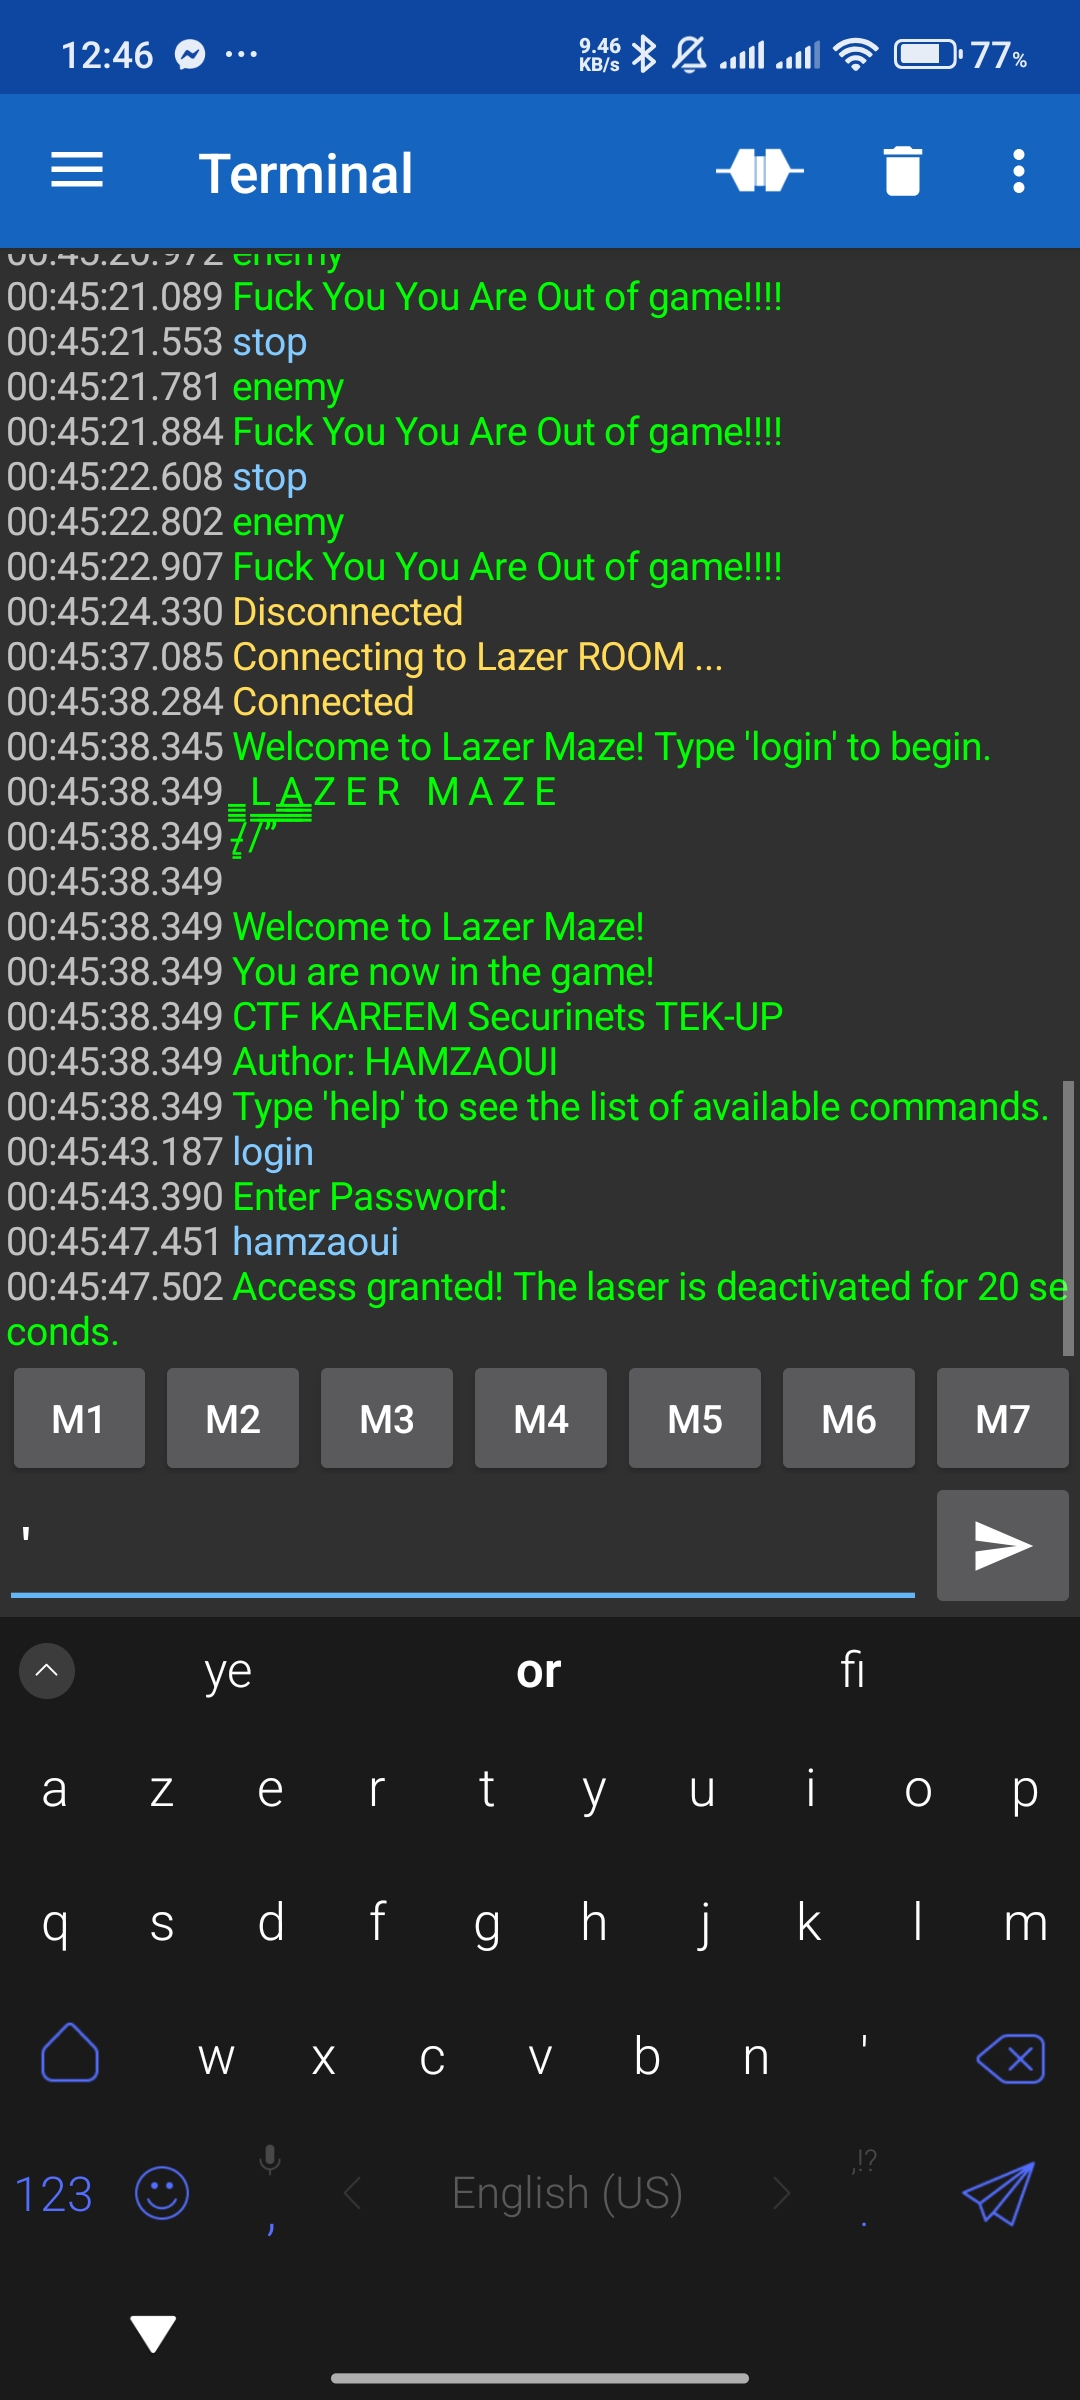 12:46 ... 9.46 KB/s 77%
Terminal
00:45:20.972 enemy
00:45:21.089 Fuck You You Are Out of game!!!!
00:45:21.553 stop
00:45:21.781 enemy
00:45:21.884 Fuck You You Are Out of game!!!!
00:45:22.608 stop
00:45:22.802 enemy
00:45:22.907 Fuck You You Are Out of game!!!!
00:45:24.330 Disconnected
00:45:37.085 Connecting to Lazer ROOM ...
00:45:38.284 Connected
00:45:38.345 Welcome to Lazer Maze! Type 'login' to begin.
00:45:38.349 L A Z E R   M A Z E
00:45:38.349
00:45:38.349
00:45:38.349 Welcome to Lazer Maze!
00:45:38.349 You are now in the game!
00:45:38.349 CTF KAREEM Securinets TEK-UP
00:45:38.349 Author: HAMZAOUI
00:45:38.349 Type 'help' to see the list of available commands.
00:45:43.187 login
00:45:43.390 Enter Password:
00:45:47.451 hamzaoui
00:45:47.502 Access granted! The laser is deactivated for 20 se
conds.
M1 M2 M3 M4 M5 M6 M7
'
ye or fi
a z e r t y u i o p
q s d f g h j k l m
w x c v b n '
123 , English (US) ,!? .